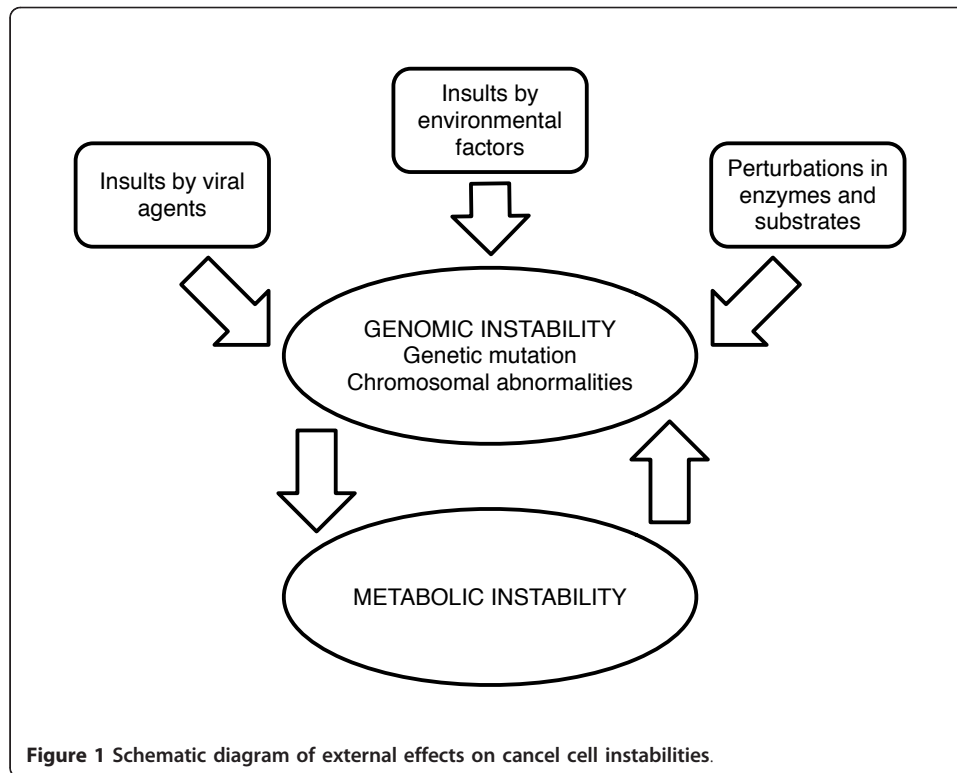 Insults by
environmental
factors
Insults by viral
agents
Perturbations in
enzymes and
substrates
GENOMIC INSTABILITY
Genetic mutation
Chromosomal abnormalities
METABOLIC INSTABILITY
Figure 1 Schematic diagram of external effects on cancel cell instabilities.